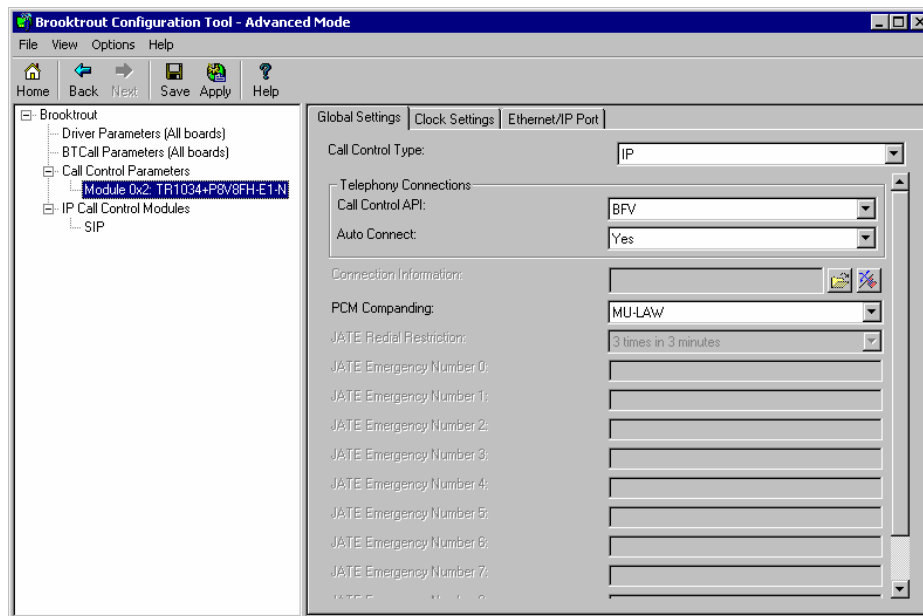 Brooktrout Configuration Tool - Advanced Mode
File View Options Help
Home Back Next Save Apply Help
Brooktrout
Driver Parameters (All boards)
BTCall Parameters (All boards)
Call Control Parameters
Module 0x2: TR1034+P8V8FH-E1-N
IP Call Control Modules
SIP
Global Settings Clock Settings Ethernet/IP Port
Call Control Type: IP
Telephony Connections
Call Control API: BFV
Auto Connect: Yes
Connection Information:
PCM Companding: MU-LAW
JATE Redial Restriction: 3 times in 3 minutes
JATE Emergency Number 0:
JATE Emergency Number 1:
JATE Emergency Number 2:
JATE Emergency Number 3:
JATE Emergency Number 4:
JATE Emergency Number 5:
JATE Emergency Number 6:
JATE Emergency Number 7: